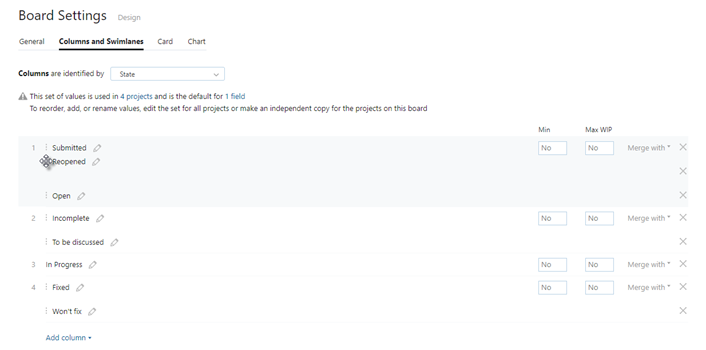 Board Settings Design
General Columns and Swimlanes Card Chart
Columns are identified by State
This set of values is used in 4 projects and is the default for 1 field
To reorder, add, or rename values, edit the set for all projects or make an independent copy for the projects on this board
Min Max WIP
1 Submitted No No Merge with
Reopened
Open
2 Incomplete No No Merge with
To be discussed
3 In Progress No No Merge with
4 Fixed No No Merge with
Won't fix
Add column